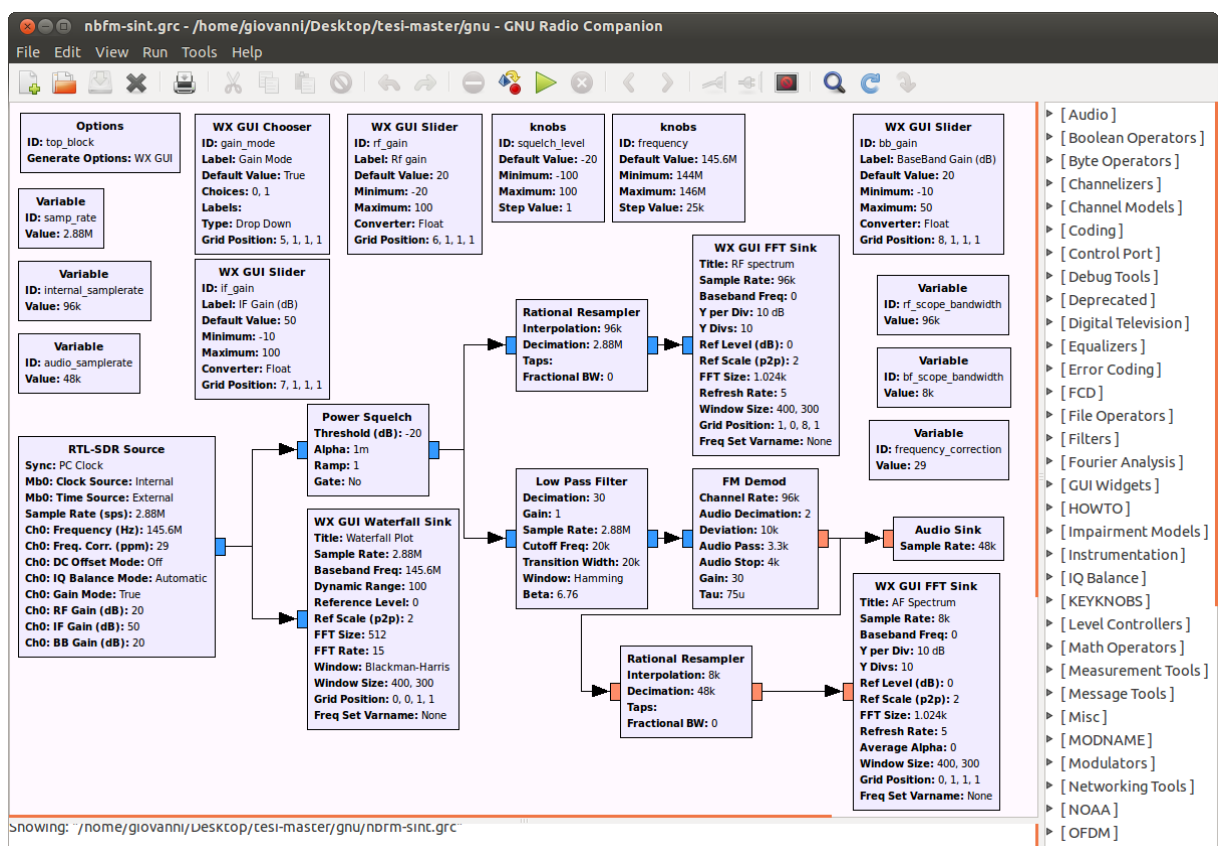 nbfm-sint.grc - /home/giovanni/Desktop/tesi-master/gnu - GNU Radio Companion
File Edit View Run Tools Help
Options
ID: top_block
Generate Options: WX GUI
Variable
ID: samp_rate
Value: 2.88M
Variable
ID: internal_samplerate
Value: 96k
Variable
ID: audio_samplerate
Value: 48k
WX GUI Chooser
ID: gain_mode
Label: Gain Mode
Default Value: True
Choices: 0, 1
Labels:
Type: Drop Down
Grid Position: 5, 1, 1, 1
WX GUI Slider
ID: if_gain
Label: IF Gain (dB)
Default Value: 50
Minimum: -10
Maximum: 100
Converter: Float
Grid Position: 7, 1, 1, 1
WX GUI Slider
ID: rf_gain
Label: Rf gain
Default Value: 20
Minimum: -20
Maximum: 100
Converter: Float
Grid Position: 6, 1, 1, 1
knobs
ID: squelch_level
Default Value: -20
Minimum: -100
Maximum: 100
Step Value: 1
knobs
ID: frequency
Default Value: 145.6M
Minimum: 144M
Maximum: 146M
Step Value: 25k
WX GUI Slider
ID: bb_gain
Label: BaseBand Gain (dB)
Default Value: 20
Minimum: -10
Maximum: 50
Converter: Float
Grid Position: 8, 1, 1, 1
Variable
ID: rf_scope_bandwidth
Value: 96k
Variable
ID: bf_scope_bandwidth
Value: 8k
Variable
ID: frequency_correction
Value: 29
RTL-SDR Source
Sync: PC Clock
Mb0: Clock Source: Internal
Mb0: Time Source: External
Sample Rate (sps): 2.88M
Ch0: Frequency (Hz): 145.6M
Ch0: Freq. Corr. (ppm): 29
Ch0: DC Offset Mode: Off
Ch0: IQ Balance Mode: Automatic
Ch0: Gain Mode: True
Ch0: RF Gain (dB): 20
Ch0: IF Gain (dB): 50
Ch0: BB Gain (dB): 20
Power Squelch
Threshold (dB): -20
Alpha: 1m
Ramp: 1
Gate: No
WX GUI Waterfall Sink
Title: Waterfall Plot
Sample Rate: 2.88M
Baseband Freq: 145.6M
Dynamic Range: 100
Reference Level: 0
Ref Scale (p2p): 2
FFT Size: 512
FFT Rate: 15
Window: Blackman-Harris
Window Size: 400, 300
Grid Position: 0, 0, 1, 1
Freq Set Varname: None
Rational Resampler
Interpolation: 96k
Decimation: 2.88M
Taps:
Fractional BW: 0
WX GUI FFT Sink
Title: RF spectrum
Sample Rate: 96k
Baseband Freq: 0
Y per Div: 10 dB
Y Divs: 10
Ref Level (dB): 0
Ref Scale (p2p): 2
FFT Size: 1.024k
Refresh Rate: 5
Window Size: 400, 300
Grid Position: 1, 0, 8, 1
Freq Set Varname: None
Low Pass Filter
Decimation: 30
Gain: 1
Sample Rate: 2.88M
Cutoff Freq: 20k
Transition Width: 20k
Window: Hamming
Beta: 6.76
FM Demod
Channel Rate: 96k
Audio Decimation: 2
Deviation: 10k
Audio Pass: 3.3k
Audio Stop: 4k
Gain: 30
Tau: 75u
Audio Sink
Sample Rate: 48k
Rational Resampler
Interpolation: 8k
Decimation: 48k
Taps:
Fractional BW: 0
WX GUI FFT Sink
Title: AF Spectrum
Sample Rate: 8k
Baseband Freq: 0
Y per Div: 10 dB
Y Divs: 10
Ref Level (dB): 0
Ref Scale (p2p): 2
FFT Size: 1.024k
Refresh Rate: 5
Average Alpha: 0
Window Size: 400, 300
Grid Position: 0, 1, 1, 1
Freq Set Varname: None
[ Audio ]
[ Boolean Operators ]
[ Byte Operators ]
[ Channelizers ]
[ Channel Models ]
[ Coding ]
[ Control Port ]
[ Debug Tools ]
[ Deprecated ]
[ Digital Television ]
[ Equalizers ]
[ Error Coding ]
[ FCD ]
[ File Operators ]
[ Filters ]
[ Fourier Analysis ]
[ GUI Widgets ]
[ HOWTO ]
[ Impairment Models ]
[ Instrumentation ]
[ IQ Balance ]
[ KEYKNOBS ]
[ Level Controllers ]
[ Math Operators ]
[ Measurement Tools ]
[ Message Tools ]
[ Misc ]
[ MODNAME ]
[ Modulators ]
[ Networking Tools ]
[ NOAA ]
[ OFDM ]
Showing: "/home/giovanni/Desktop/tesi-master/gnu/nbfm-sint.grc"